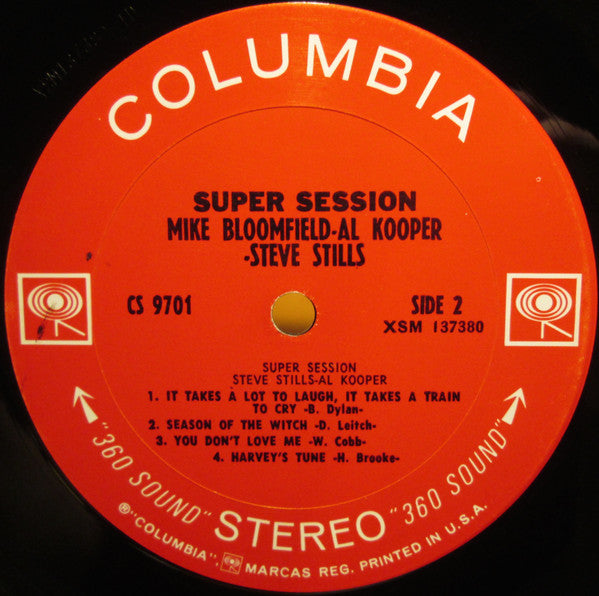 COLUMBIA
SUPER SESSION
MIKE BLOOMFIELD-AL KOOPER
-STEVE STILLS
CS 9701
SIDE 2
XSM 137380
SUPER SESSION
STEVE STILLS-AL KOOPER
1. IT TAKES A LOT TO LAUGH, IT TAKES A TRAIN
TO CRY -B. Dylan-
2. SEASON OF THE WITCH -D. Leitch-
3. YOU DON'T LOVE ME -W. Cobb-
4. HARVEY'S TUNE -H. Brooke-
"360 SOUND" STEREO "360 SOUND"
®"COLUMBIA", MARCAS REG. PRINTED IN U.S.A.